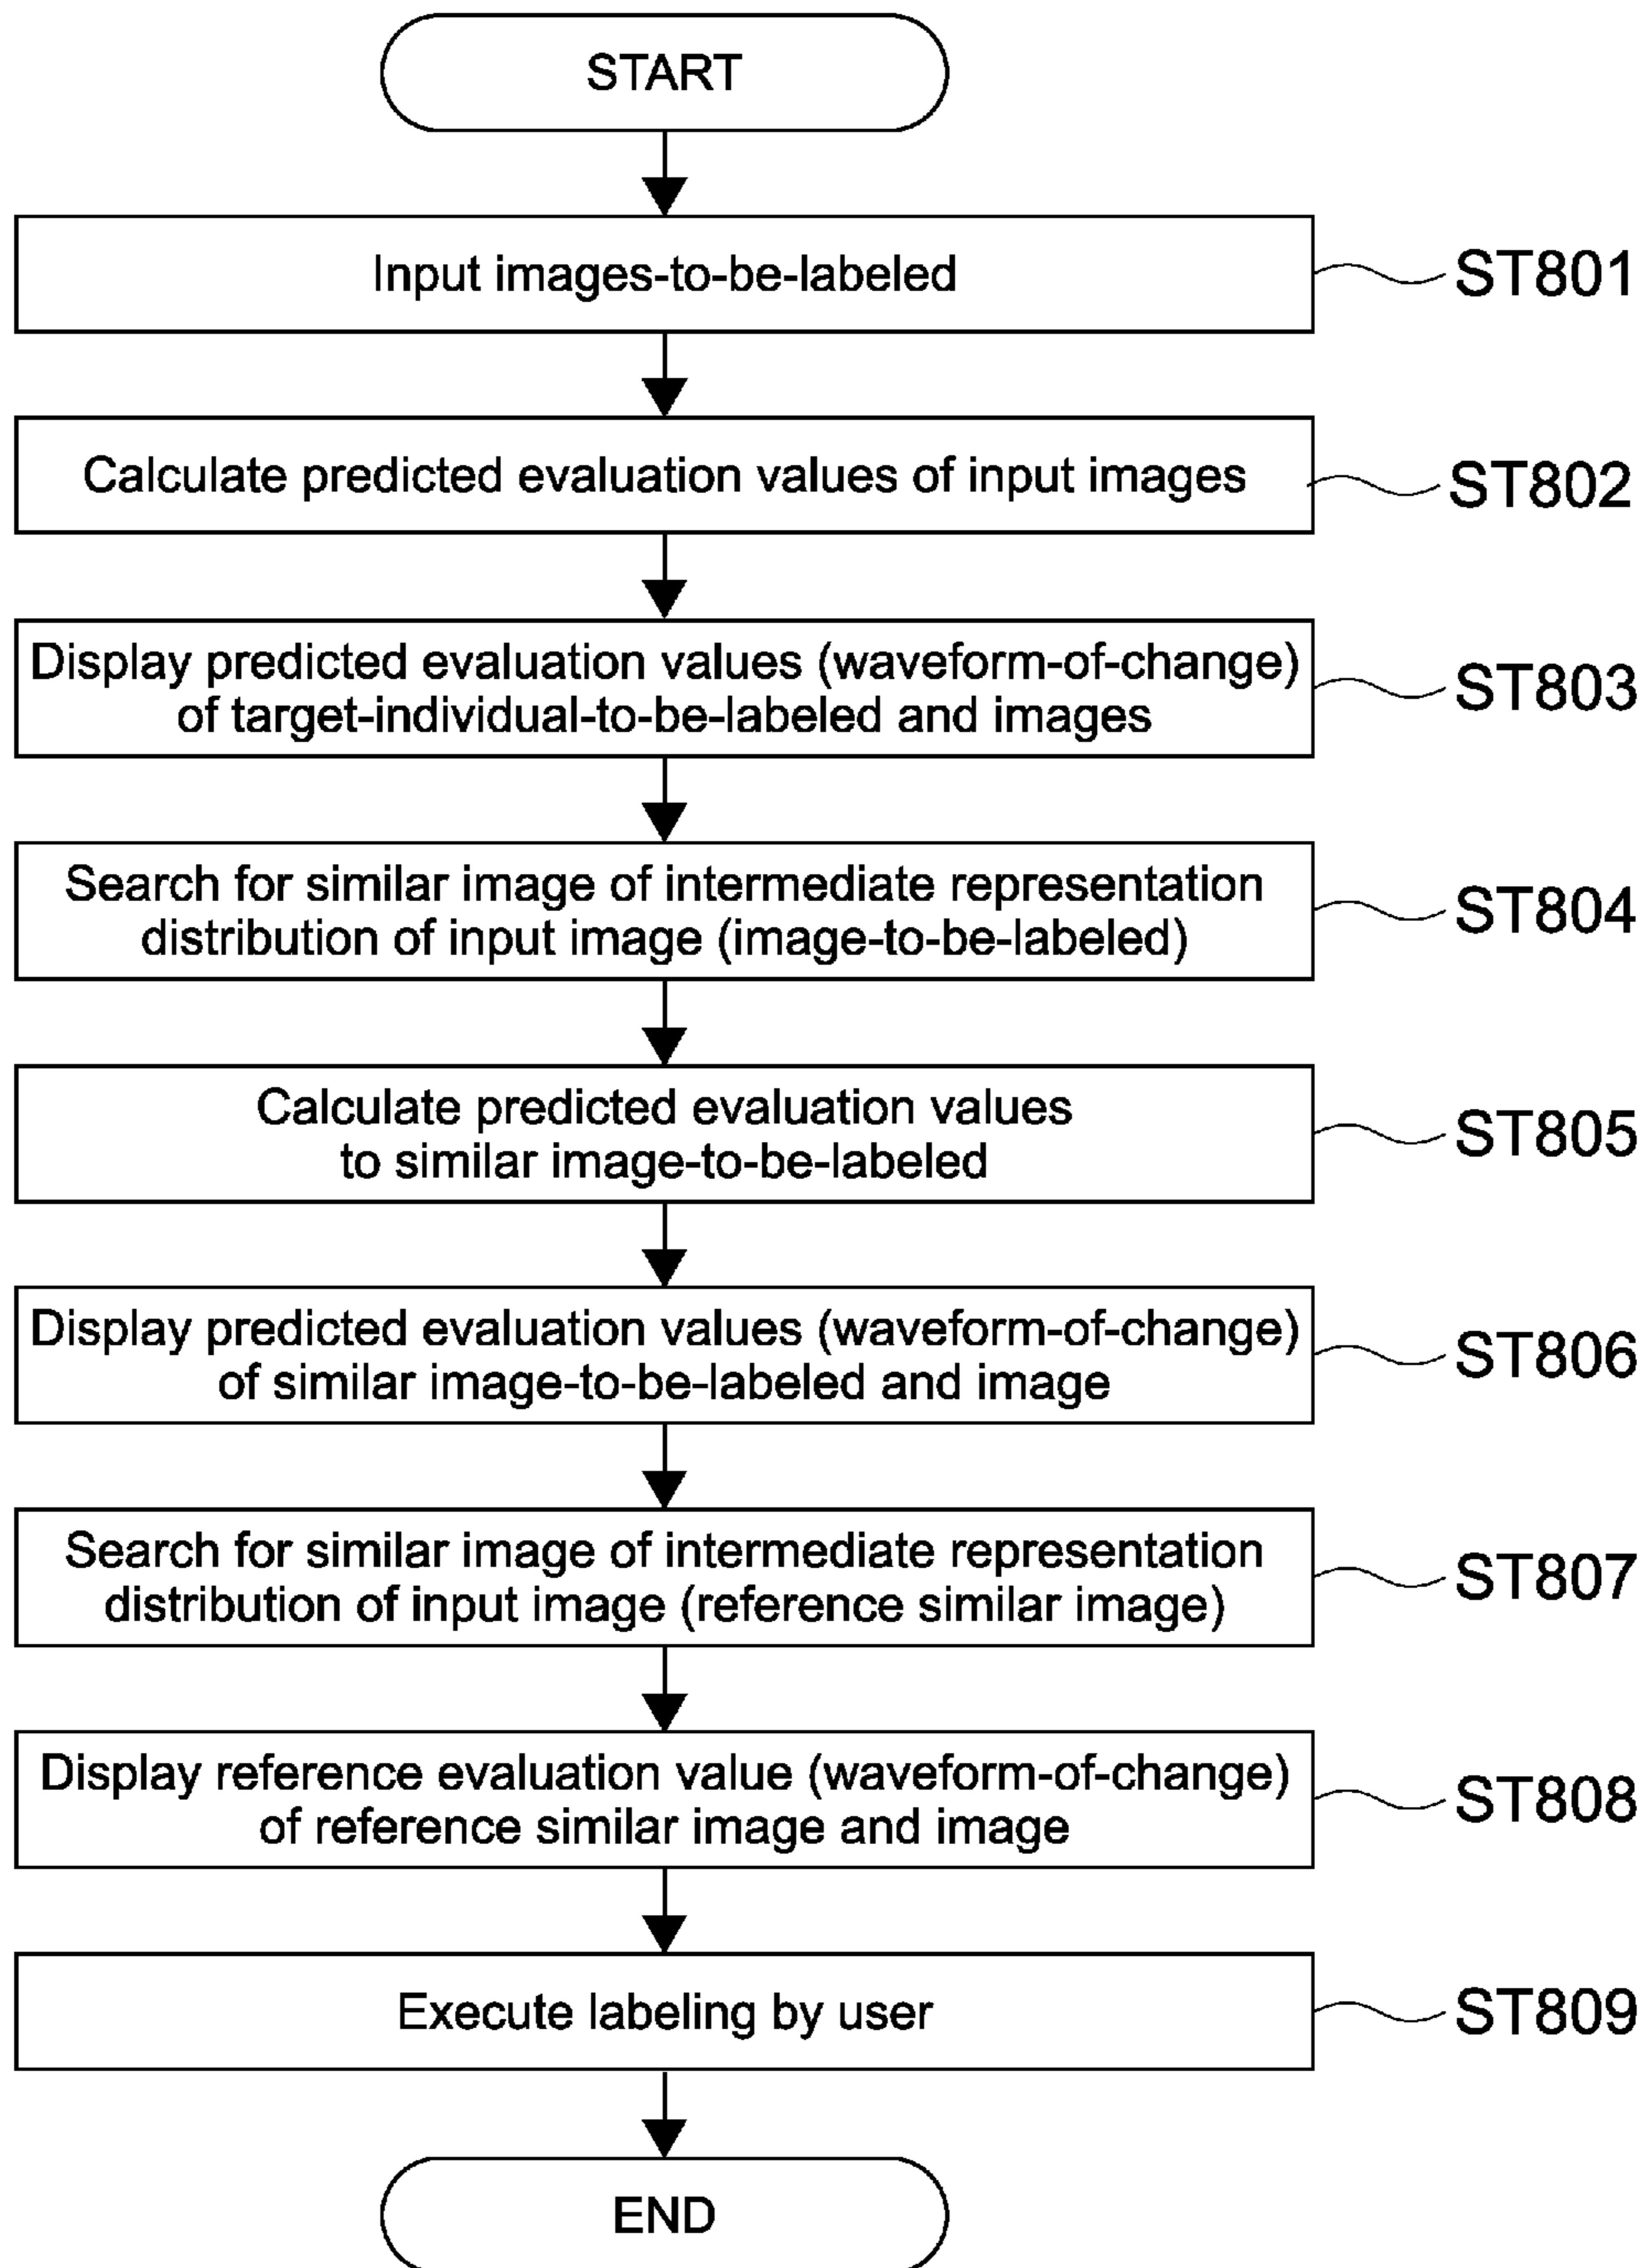 START
Input images-to-be-labeled
ST801
Calculate predicted evaluation values of input images
ST802
Display predicted evaluation values (waveform-of-change)
of target-individual-to-be-labeled and images
ST803
Search for similar image of intermediate representation
distribution of input image (image-to-be-labeled)
ST804
Calculate predicted evaluation values
to similar image-to-be-labeled
ST805
Display predicted evaluation values (waveform-of-change)
of similar image-to-be-labeled and image
ST806
Search for similar image of intermediate representation
distribution of input image (reference similar image)
ST807
Display reference evaluation value (waveform-of-change)
of reference similar image and image
ST808
Execute labeling by user
ST809
END